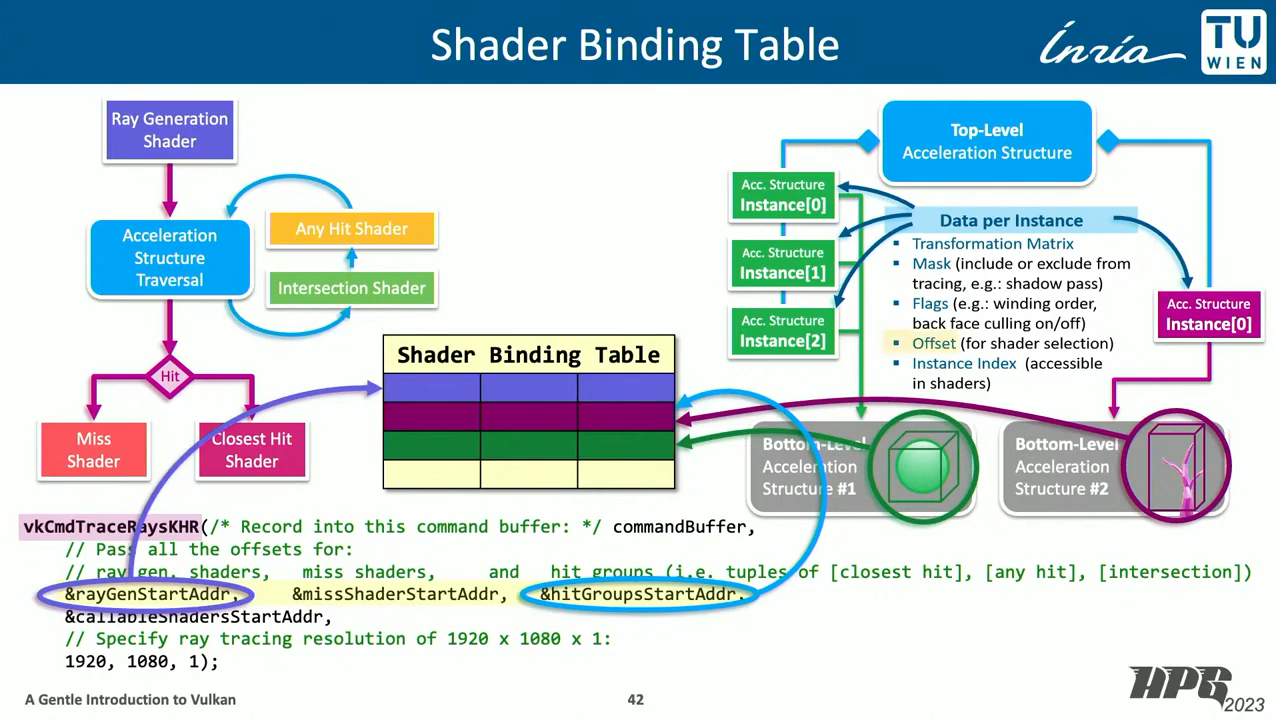 Shader Binding Table
Inria
TU
WIEN
Ray Generation
Shader
Acceleration
Structure
Traversal
Any Hit Shader
Intersection Shader
Hit
Miss
Shader
Closest Hit
Shader
Shader Binding Table
Top-Level
Acceleration Structure
Acc. Structure
Instance[0]
Acc. Structure
Instance[1]
Acc. Structure
Instance[2]
Data per Instance
▪ Transformation Matrix
▪ Mask (include or exclude from
tracing, e.g.: shadow pass)
▪ Flags (e.g.: winding order,
back face culling on/off)
▪ Offset (for shader selection)
▪ Instance Index (accessible
in shaders)
Acc. Structure
Instance[0]
Bottom-Level
Acceleration
Structure #1
Bottom-Level
Acceleration
Structure #2
vkCmdTraceRaysKHR(/* Record into this command buffer: */ commandBuffer,
// Pass all the offsets for:
// ray gen. shaders, miss shaders, and hit groups (i.e. tuples of [closest hit], [any hit], [intersection])
&rayGenStartAddr, &missShaderStartAddr, &hitGroupsStartAddr,
&callableShadersStartAddr,
// Specify ray tracing resolution of 1920 x 1080 x 1:
1920, 1080, 1);
A Gentle Introduction to Vulkan
42
HPG
2023